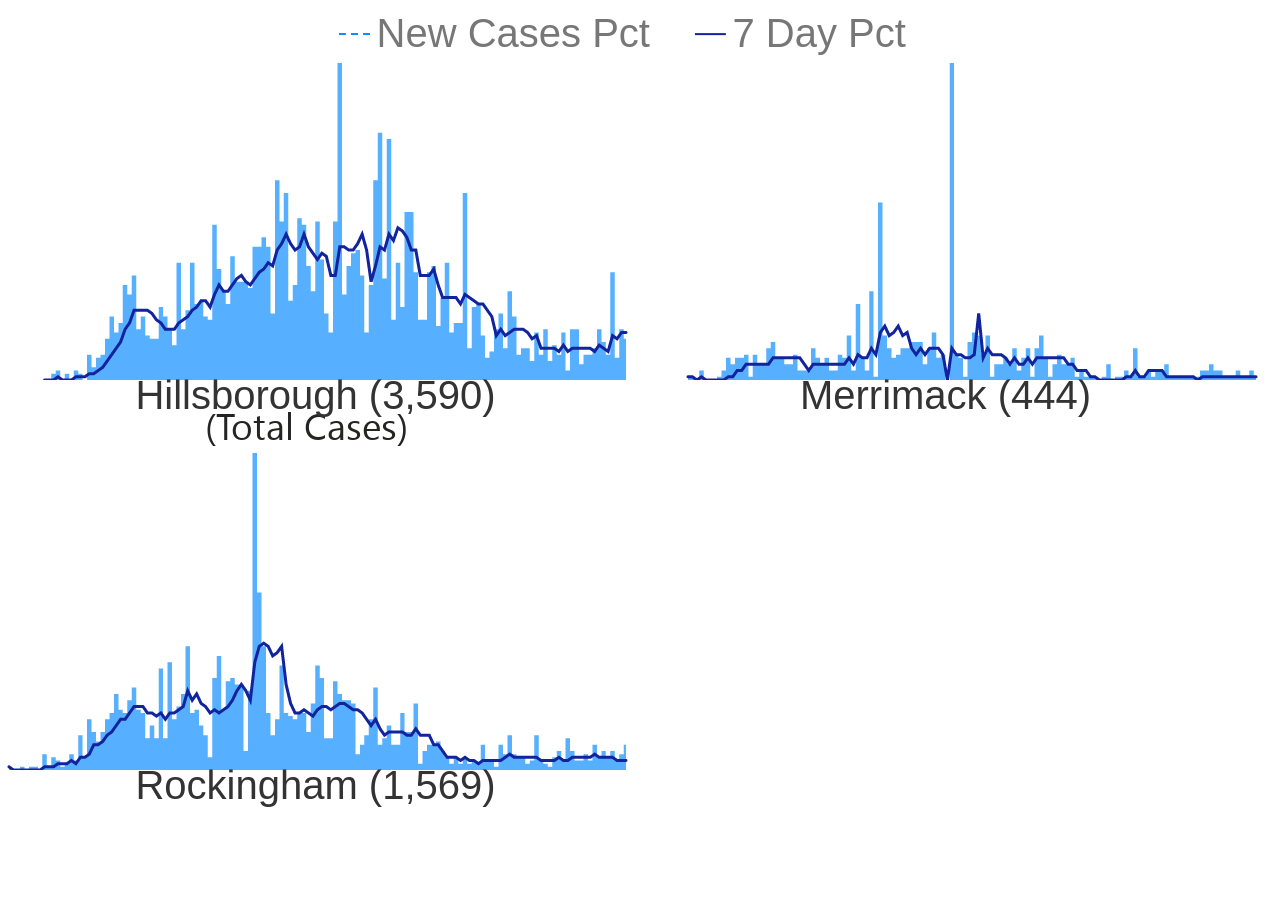 New Cases Pct 7 Day Pct
Hillsborough (3,590)
(Total Cases)
Merrimack (444)
Rockingham (1,569)